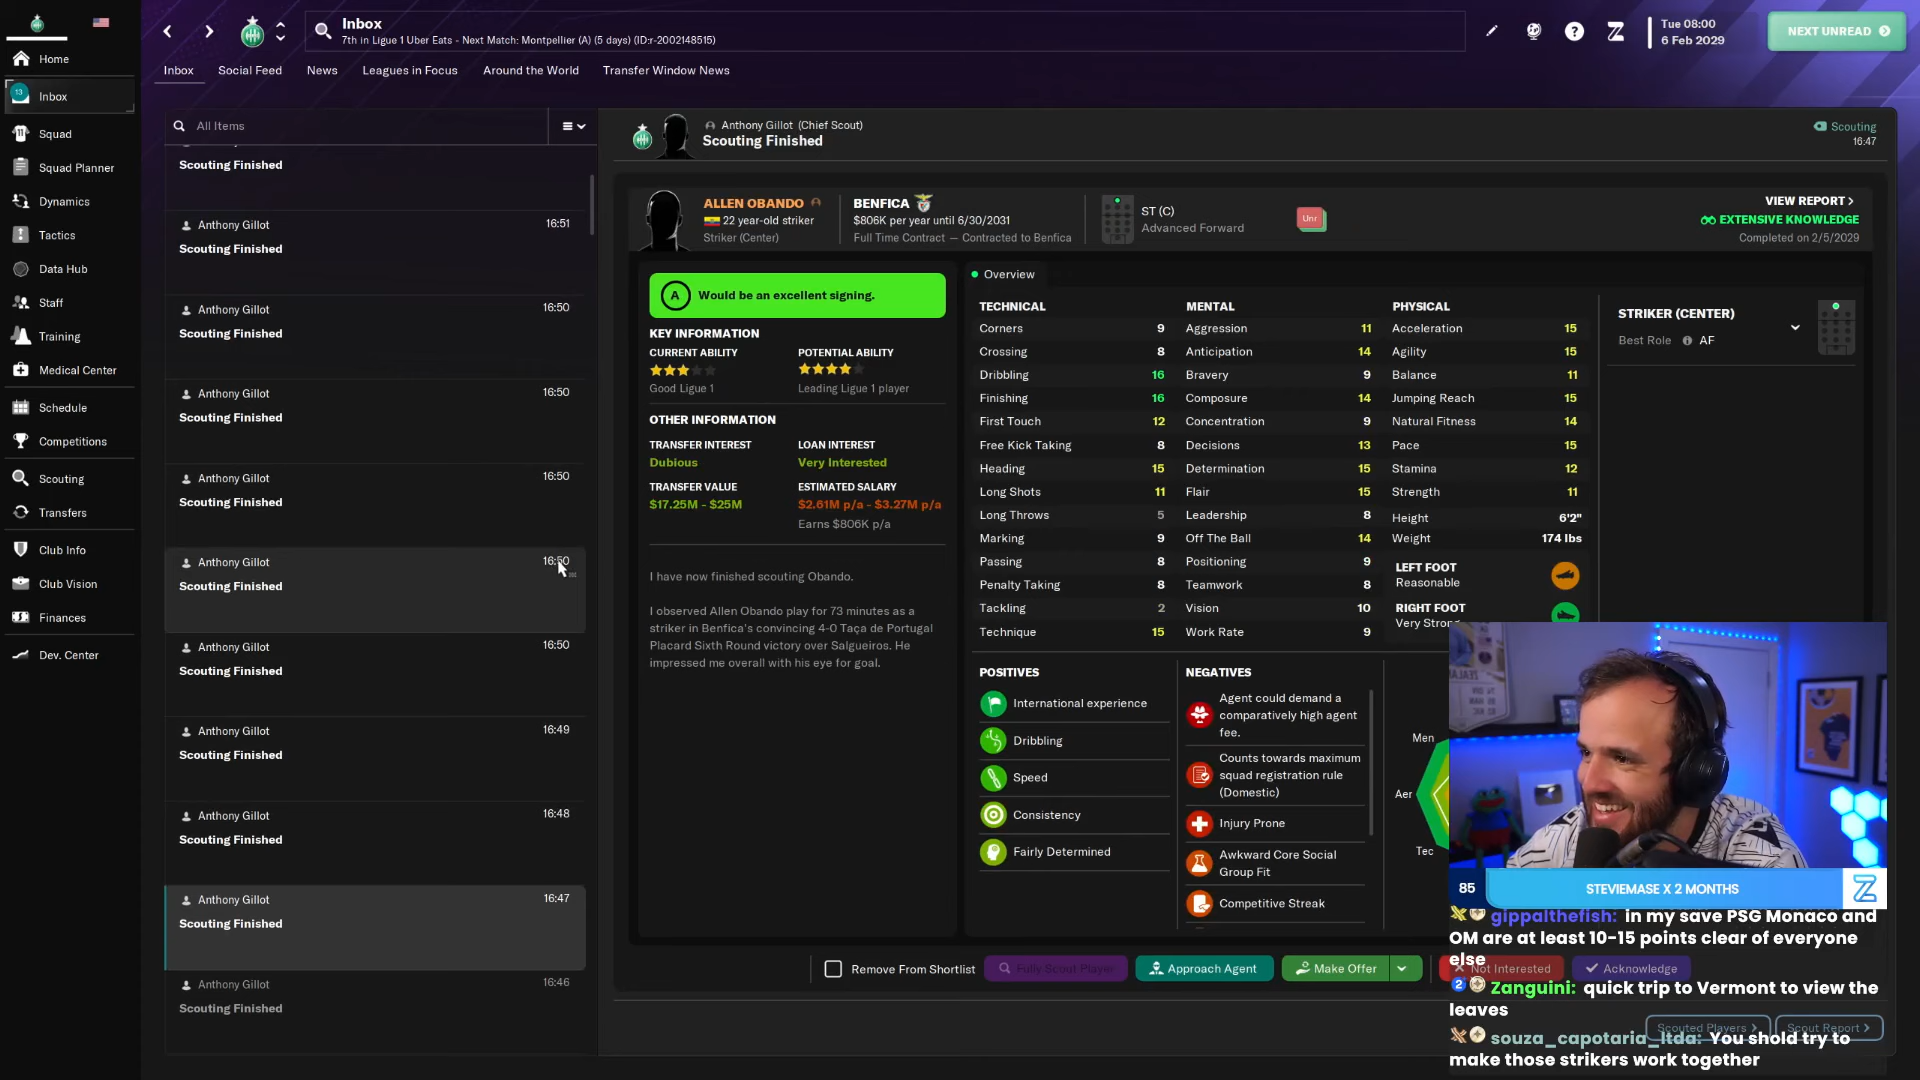 Inbox
7th in Ligue 1 Uber Eats - Next Match: Montpellier (A) (5 days) (ID:r-2002148515)
Tue 08:00
6 Feb 2029
NEXT UNREAD
Inbox
Social Feed
News
Leagues in Focus
Around the World
Transfer Window News
Home
13
Inbox
Squad
Squad Planner
Dynamics
Tactics
Data Hub
Staff
Training
Medical Center
Schedule
Competitions
Scouting
Transfers
Club Info
Club Vision
Finances
Dev. Center
All Items
Scouting Finished
Anthony Gillot 16:51
Scouting Finished
Anthony Gillot 16:50
Scouting Finished
Anthony Gillot 16:50
Scouting Finished
Anthony Gillot 16:50
Scouting Finished
Anthony Gillot 16:50
Scouting Finished
Anthony Gillot 16:50
Scouting Finished
Anthony Gillot 16:49
Scouting Finished
Anthony Gillot 16:48
Scouting Finished
Anthony Gillot 16:47
Scouting Finished
Anthony Gillot 16:46
Scouting Finished
Anthony Gillot (Chief Scout)
Scouting Finished
Scouting
16:47
ALLEN OBANDO
22 year-old striker
Striker (Center)
BENFICA
$806K per year until 6/30/2031
Full Time Contract — Contracted to Benfica
ST (C)
Advanced Forward
Unr
VIEW REPORT >
EXTENSIVE KNOWLEDGE
Completed on 2/5/2029
A Would be an excellent signing.
KEY INFORMATION
CURRENT ABILITY
Good Ligue 1
POTENTIAL ABILITY
Leading Ligue 1 player
OTHER INFORMATION
TRANSFER INTEREST
Dubious
LOAN INTEREST
Very Interested
TRANSFER VALUE
$17.25M - $25M
ESTIMATED SALARY
$2.61M p/a - $3.27M p/a
Earns $806K p/a
I have now finished scouting Obando.
I observed Allen Obando play for 73 minutes as a
striker in Benfica's convincing 4-0 Taça de Portugal
Placard Sixth Round victory over Salgueiros. He
impressed me overall with his eye for goal.
Overview
TECHNICAL
Corners 9
Crossing 8
Dribbling 16
Finishing 16
First Touch 12
Free Kick Taking 8
Heading 15
Long Shots 11
Long Throws 5
Marking 9
Passing 8
Penalty Taking 8
Tackling 2
Technique 15
MENTAL
Aggression 11
Anticipation 14
Bravery 9
Composure 14
Concentration 9
Decisions 13
Determination 15
Flair 15
Leadership 8
Off The Ball 14
Positioning 9
Teamwork 8
Vision 10
Work Rate 9
PHYSICAL
Acceleration 15
Agility 15
Balance 11
Jumping Reach 15
Natural Fitness 14
Pace 15
Stamina 12
Strength 11
Height 6'2"
Weight 174 lbs
LEFT FOOT
Reasonable
RIGHT FOOT
Very Strong
STRIKER (CENTER)
Best Role AF
POSITIVES
International experience
Dribbling
Speed
Consistency
Fairly Determined
NEGATIVES
Agent could demand a
comparatively high agent
fee.
Counts towards maximum
squad registration rule
(Domestic)
Injury Prone
Awkward Core Social
Group Fit
Competitive Streak
Men
Aer
Tec
Remove From Shortlist
Fully Scout Player
Approach Agent
Make Offer
Not Interested
Acknowledge
Scouted Players >
Scout Report >
85
STEVIEMASE X 2 MONTHS
gippalthefish: in my save PSG Monaco and
OM are at least 10-15 points clear of everyone
else
2 Zanguini: quick trip to Vermont to view the
leaves
souza_capotaria_ltda: You shold try to
make those strikers work together